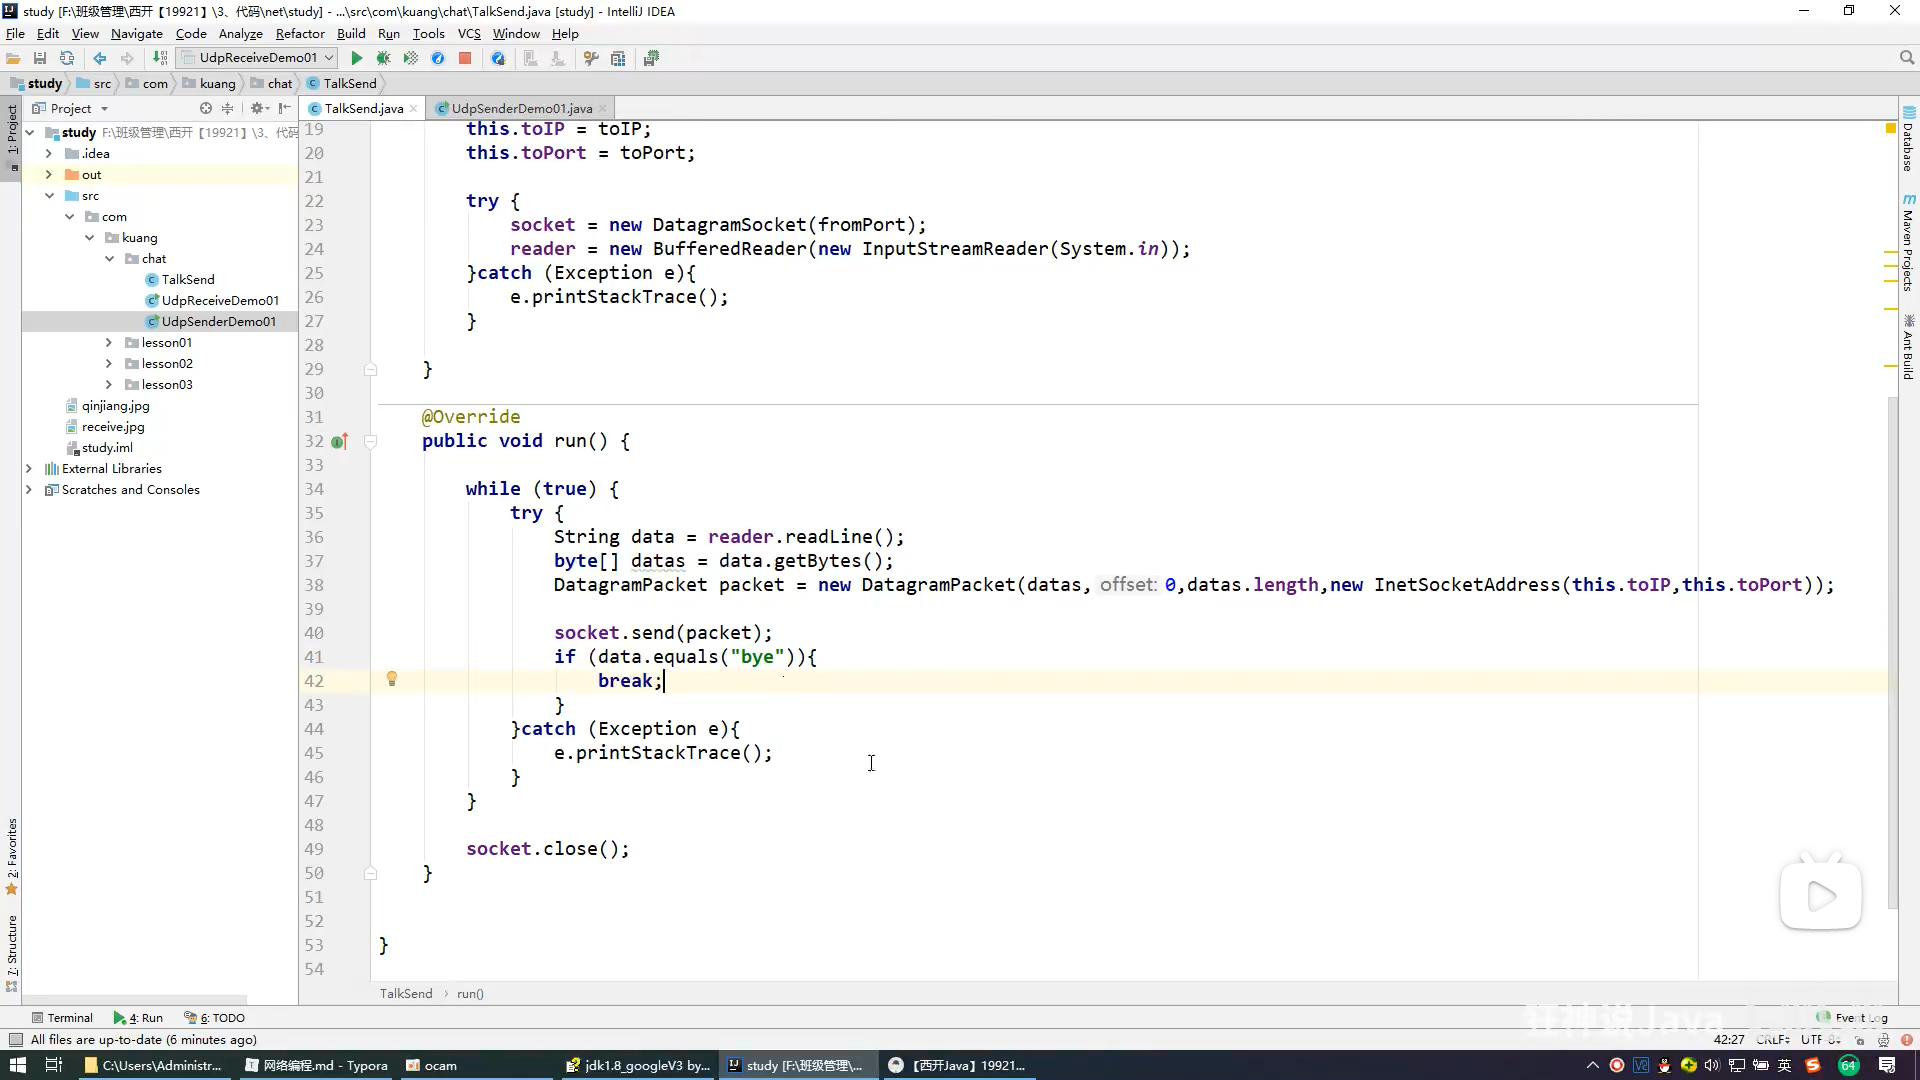 study [F:\班级管理\西开【19921】\3、代码\net\study] - ...\src\com\kuang\chat\TalkSend.java [study] - IntelliJ IDEA
File Edit View Navigate Code Analyze Refactor Build Run Tools VCS Window Help
UdpReceiveDemo01
study src com kuang chat TalkSend
Project
TalkSend.java UdpSenderDemo01.java
1: Project
study F:\班级管理\西开【19921】\3、代码
.idea
out
src
com
kuang
chat
TalkSend
UdpReceiveDemo01
UdpSenderDemo01
lesson01
lesson02
lesson03
qinjiang.jpg
receive.jpg
study.iml
External Libraries
Scratches and Consoles
2: Favorites
7: Structure
19 this.toIP = toIP;
20 this.toPort = toPort;
21
22 try {
23 socket = new DatagramSocket(fromPort);
24 reader = new BufferedReader(new InputStreamReader(System.in));
25 }catch (Exception e){
26 e.printStackTrace();
27 }
28
29 }
30
31 @Override
32 public void run() {
33
34 while (true) {
35 try {
36 String data = reader.readLine();
37 byte[] datas = data.getBytes();
38 DatagramPacket packet = new DatagramPacket(datas, offset: 0,datas.length,new InetSocketAddress(this.toIP,this.toPort));
39
40 socket.send(packet);
41 if (data.equals("bye")){
42 break;
43 }
44 }catch (Exception e){
45 e.printStackTrace();
46 }
47 }
48
49 socket.close();
50 }
51
52
53 }
54
Database
Maven Projects
Ant Build
TalkSend › run()
Terminal 4: Run 6: TODO Event Log
狂神说Java
All files are up-to-date (6 minutes ago) 42:27 CRLF UTF-8
C:\Users\Administr... 网络编程.md - Typora ocam jdk1.8_googleV3 by... study [F:\班级管理\... 【西开Java】19921... 英 64